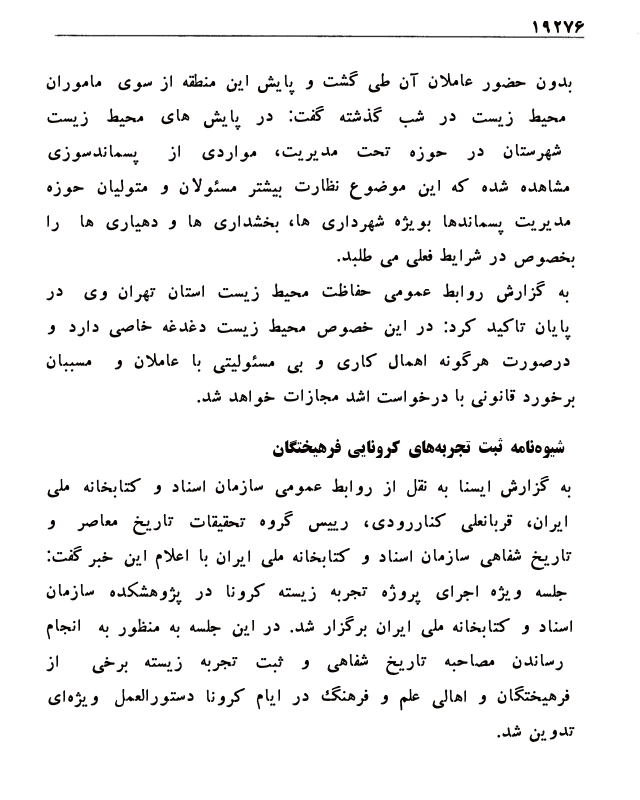 ۱۹۲۷۶
بدون حضور عاملان آن طی گشت و پایش این منطقه از سوی ماموران
محیط زیست در شب گذشته گفت: در پایش های محیط زیست
شهرستان در حوزه تحت مدیریت، مواردی از پسماندسوزی
مشاهده شده که این موضوع نظارت بیشتر مسئولان و متولیان حوزه
مدیریت پسماندها بویژه شهرداری ها، بخشداری ها و دهیاری ها را
بخصوص در شرایط فعلی می طلبد.
به گزارش روابط عمومی حفاظت محیط زیست استان تهران وی در
پایان تاکید کرد: در این خصوص محیط زیست دغدغه خاصی دارد و
درصورت هرگونه اهمال کاری و بی مسئولیتی با عاملان و مسببان
برخورد قانونی با درخواست اشد مجازات خواهد شد.
شیوه‌نامه ثبت تجربه‌های کرونایی فرهیختگان
به گزارش ایسنا به نقل از روابط عمومی سازمان اسناد و کتابخانه ملی
ایران، قربانعلی کناررودی، رییس گروه تحقیقات تاریخ معاصر و
تاریخ شفاهی سازمان اسناد و کتابخانه ملی ایران با اعلام این خبر گفت:
جلسه ویژه اجرای پروژه تجربه زیسته کرونا در پژوهشکده سازمان
اسناد و کتابخانه ملی ایران برگزار شد. در این جلسه به منظور به انجام
رساندن مصاحبه تاریخ شفاهی و ثبت تجربه زیسته برخی از
فرهیختگان و اهالی علم و فرهنگ در ایام کرونا دستورالعمل ویژه‌ای
تدوین شد.